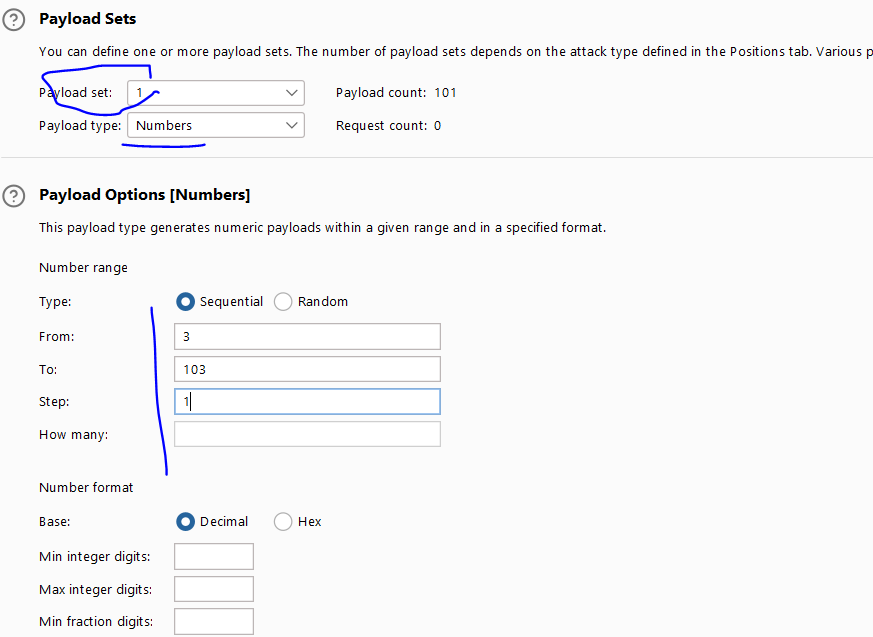 Payload Sets
You can define one or more payload sets. The number of payload sets depends on the attack type defined in the Positions tab. Various p
Payload set: 1 Payload count: 101
Payload type: Numbers Request count: 0
Payload Options [Numbers]
This payload type generates numeric payloads within a given range and in a specified format.
Number range
Type: Sequential Random
From: 3
To: 103
Step: 1
How many:
Number format
Base: Decimal Hex
Min integer digits:
Max integer digits:
Min fraction digits: